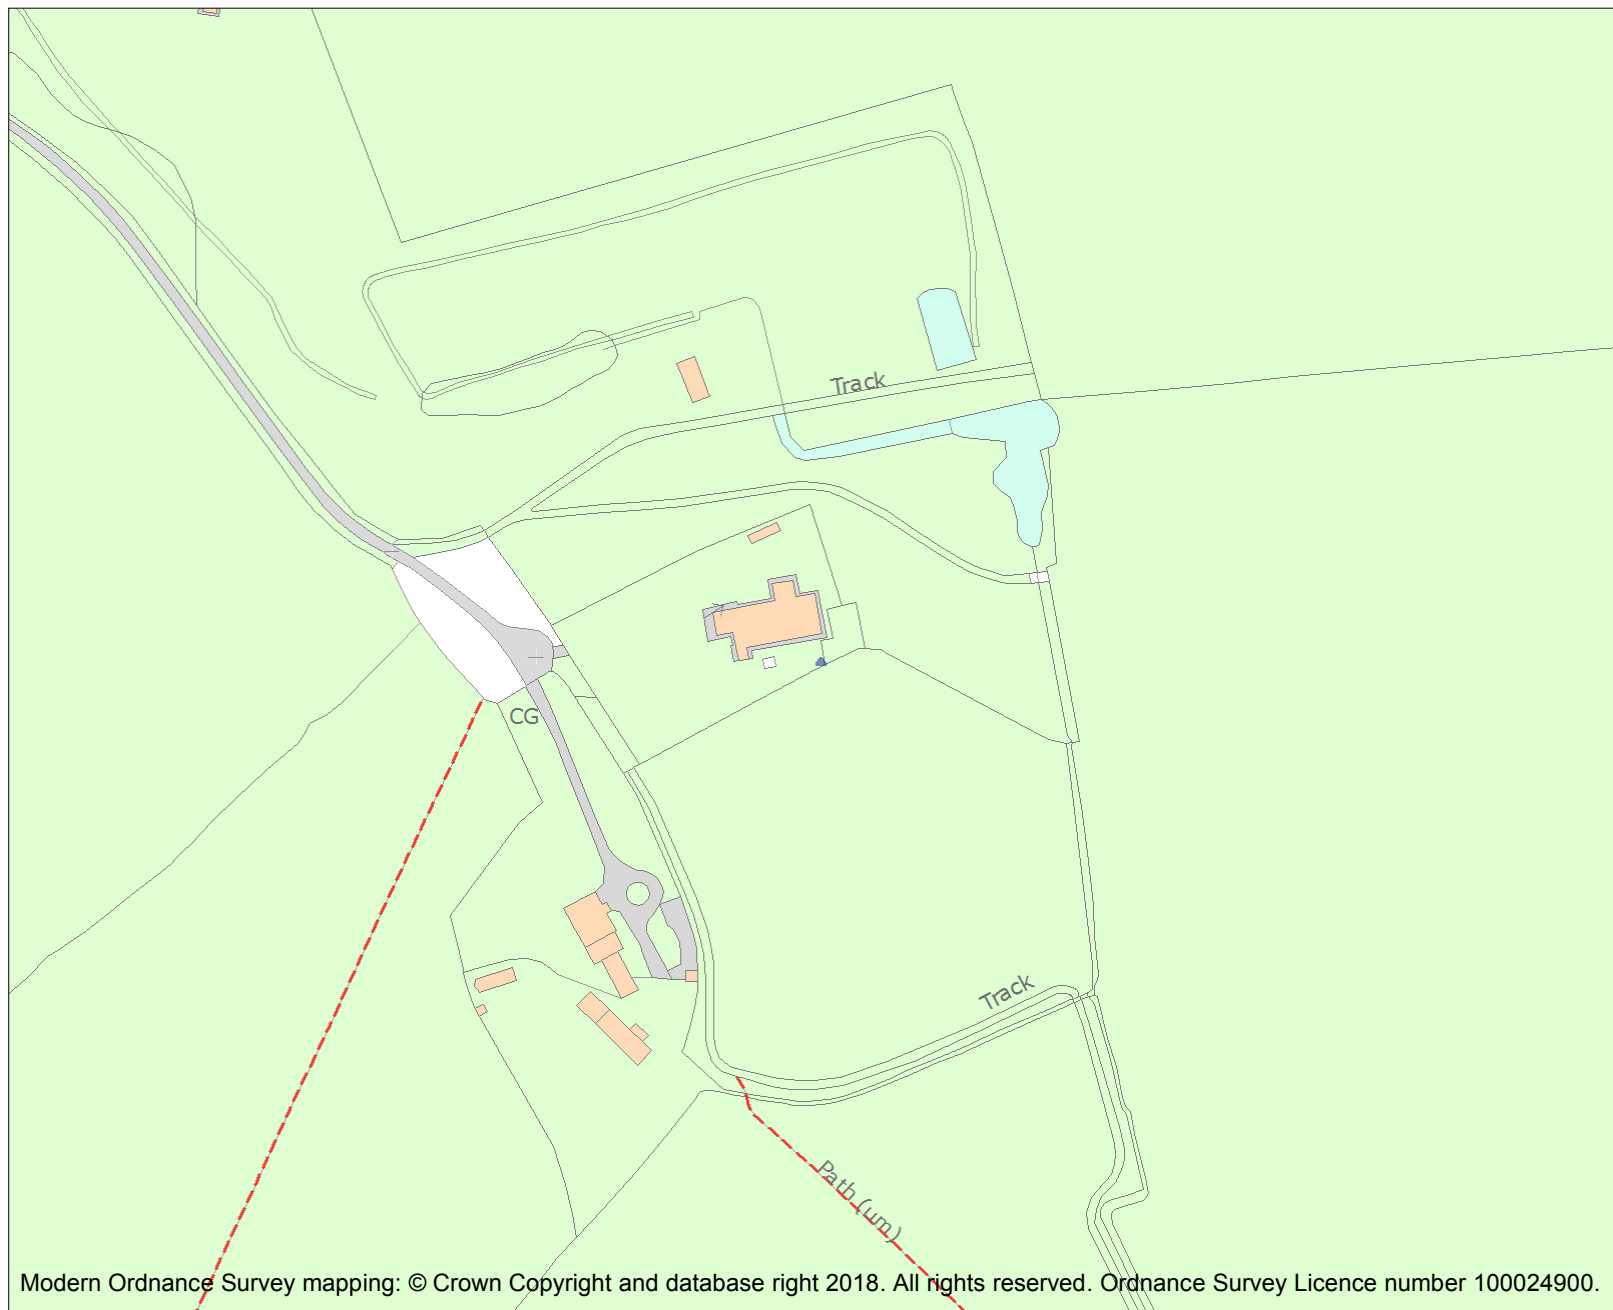 Track
CG
Track
Path (um)
Modern Ordnance Survey mapping: © Crown Copyright and database right 2018. All rights reserved. Ordnance Survey Licence number 100024900.